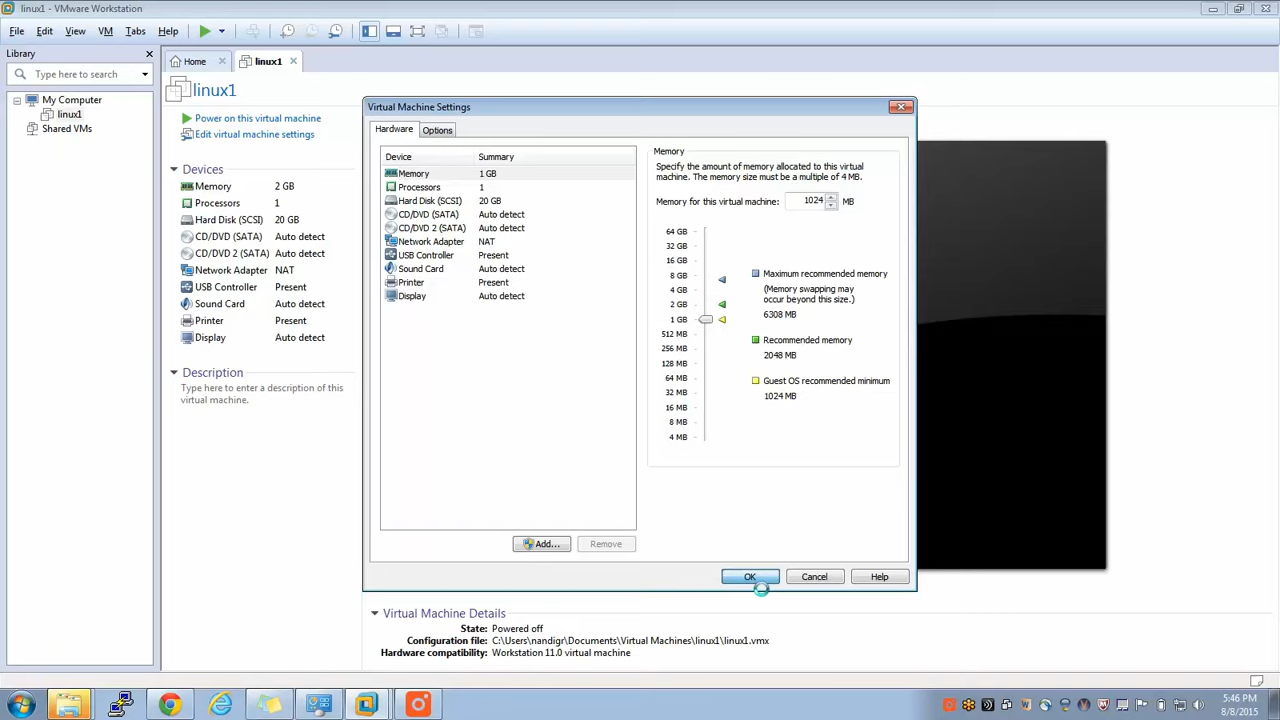 linux1 - VMware Workstation
File Edit View VM Tabs Help
Library
Type here to search
My Computer
linux1
Shared VMs
Home
linux1
linux1
Power on this virtual machine
Edit virtual machine settings
Devices
Memory 2 GB
Processors 1
Hard Disk (SCSI) 20 GB
CD/DVD (SATA) Auto detect
CD/DVD 2 (SATA) Auto detect
Network Adapter NAT
USB Controller Present
Sound Card Auto detect
Printer Present
Display Auto detect
Description
Type here to enter a description of this
virtual machine.
Virtual Machine Settings
Hardware Options
Device Summary
Memory 1 GB
Processors 1
Hard Disk (SCSI) 20 GB
CD/DVD (SATA) Auto detect
CD/DVD 2 (SATA) Auto detect
Network Adapter NAT
USB Controller Present
Sound Card Auto detect
Printer Present
Display Auto detect
Add... Remove
Memory
Specify the amount of memory allocated to this virtual
machine. The memory size must be a multiple of 4 MB.
Memory for this virtual machine: 1024 MB
64 GB
32 GB
16 GB
8 GB
4 GB
2 GB
1 GB
512 MB
256 MB
128 MB
64 MB
32 MB
16 MB
8 MB
4 MB
Maximum recommended memory
(Memory swapping may
occur beyond this size.)
6308 MB
Recommended memory
2048 MB
Guest OS recommended minimum
1024 MB
OK Cancel Help
Virtual Machine Details
State: Powered off
Configuration file: C:\Users\nandigr\Documents\Virtual Machines\linux1\linux1.vmx
Hardware compatibility: Workstation 11.0 virtual machine
5:46 PM
8/8/2015